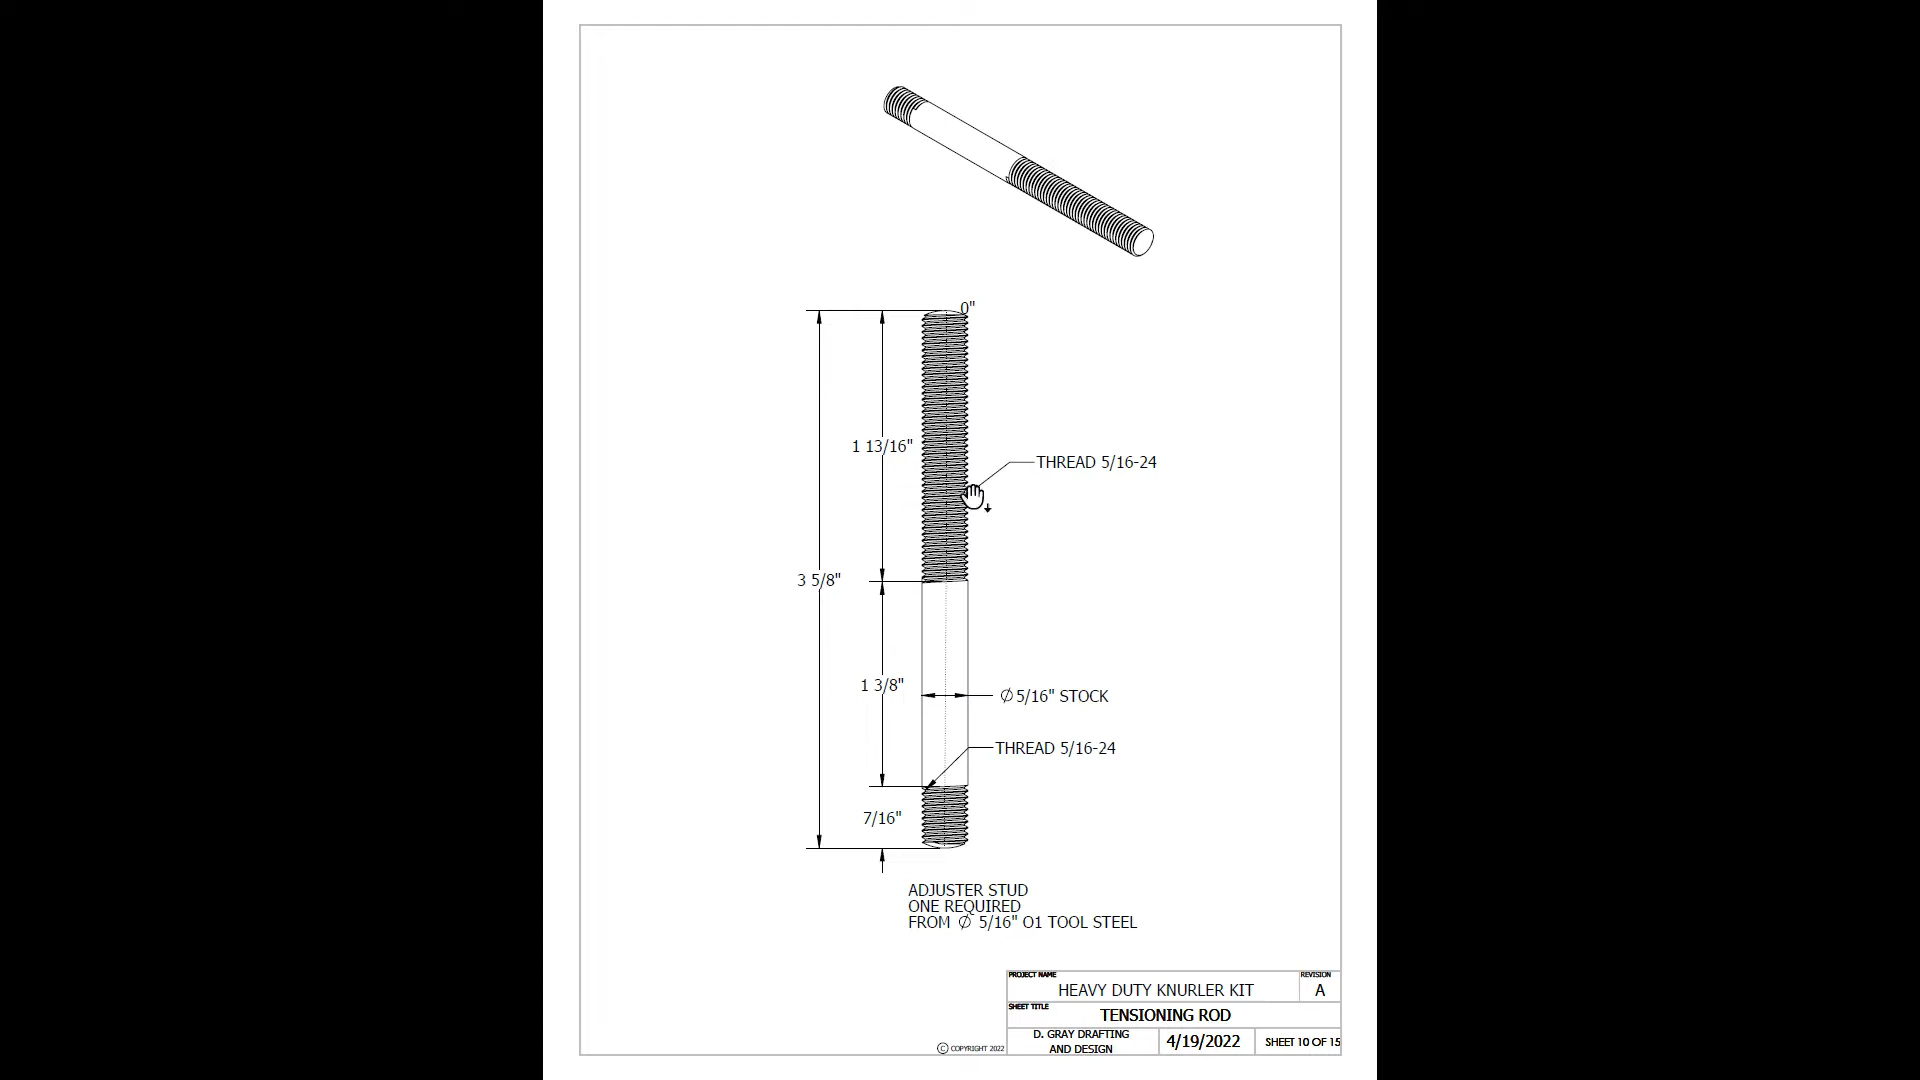 0"
1 13/16"
THREAD 5/16-24
3 5/8"
1 3/8"
∅ 5/16" STOCK
THREAD 5/16-24
7/16"
ADJUSTER STUD
ONE REQUIRED
FROM ∅ 5/16" O1 TOOL STEEL
PROJECT NAME
REVISION
HEAVY DUTY KNURLER KIT
A
SHEET TITLE
TENSIONING ROD
D. GRAY DRAFTING
AND DESIGN
4/19/2022
SHEET 10 OF 15
© COPYRIGHT 2022